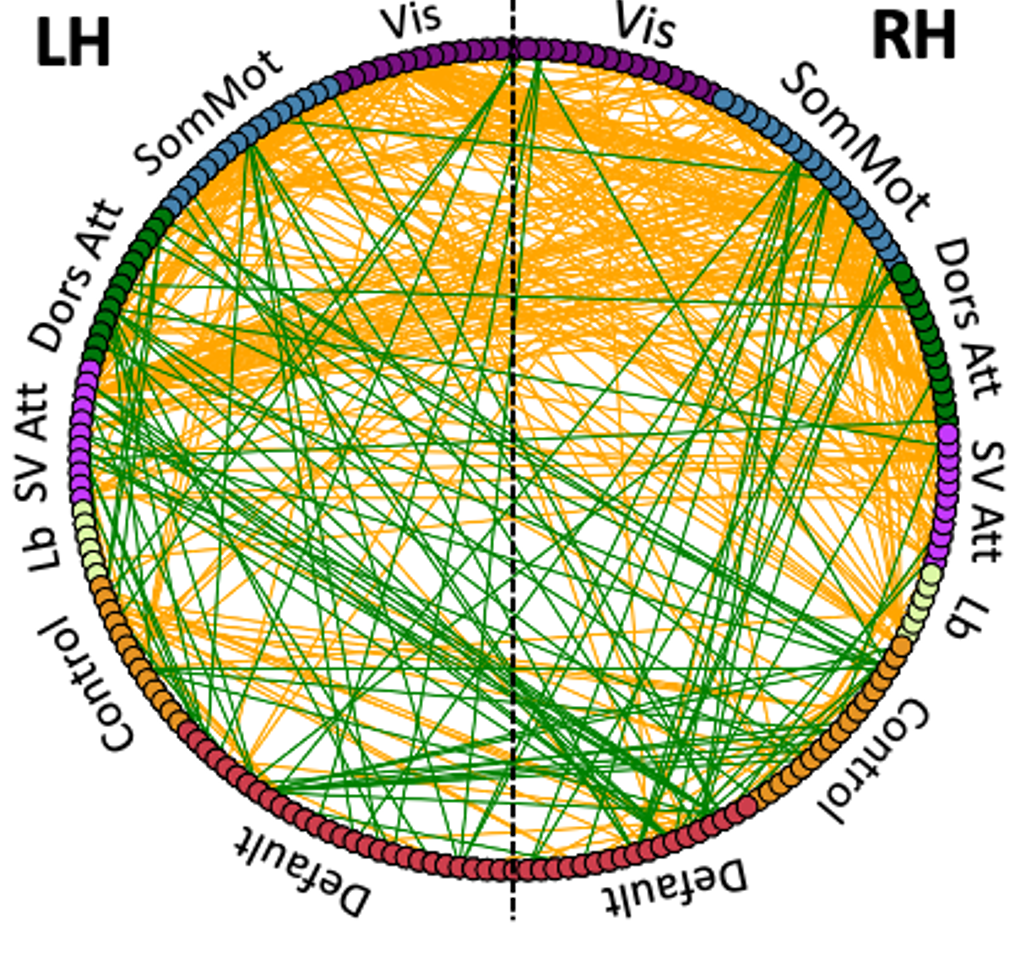 LH
Vis
Vis
RH
SomMot
SomMot
Dors Att
Dors Att
SV Att
SV Att
Lb
Lb
Control
Control
Default
Default